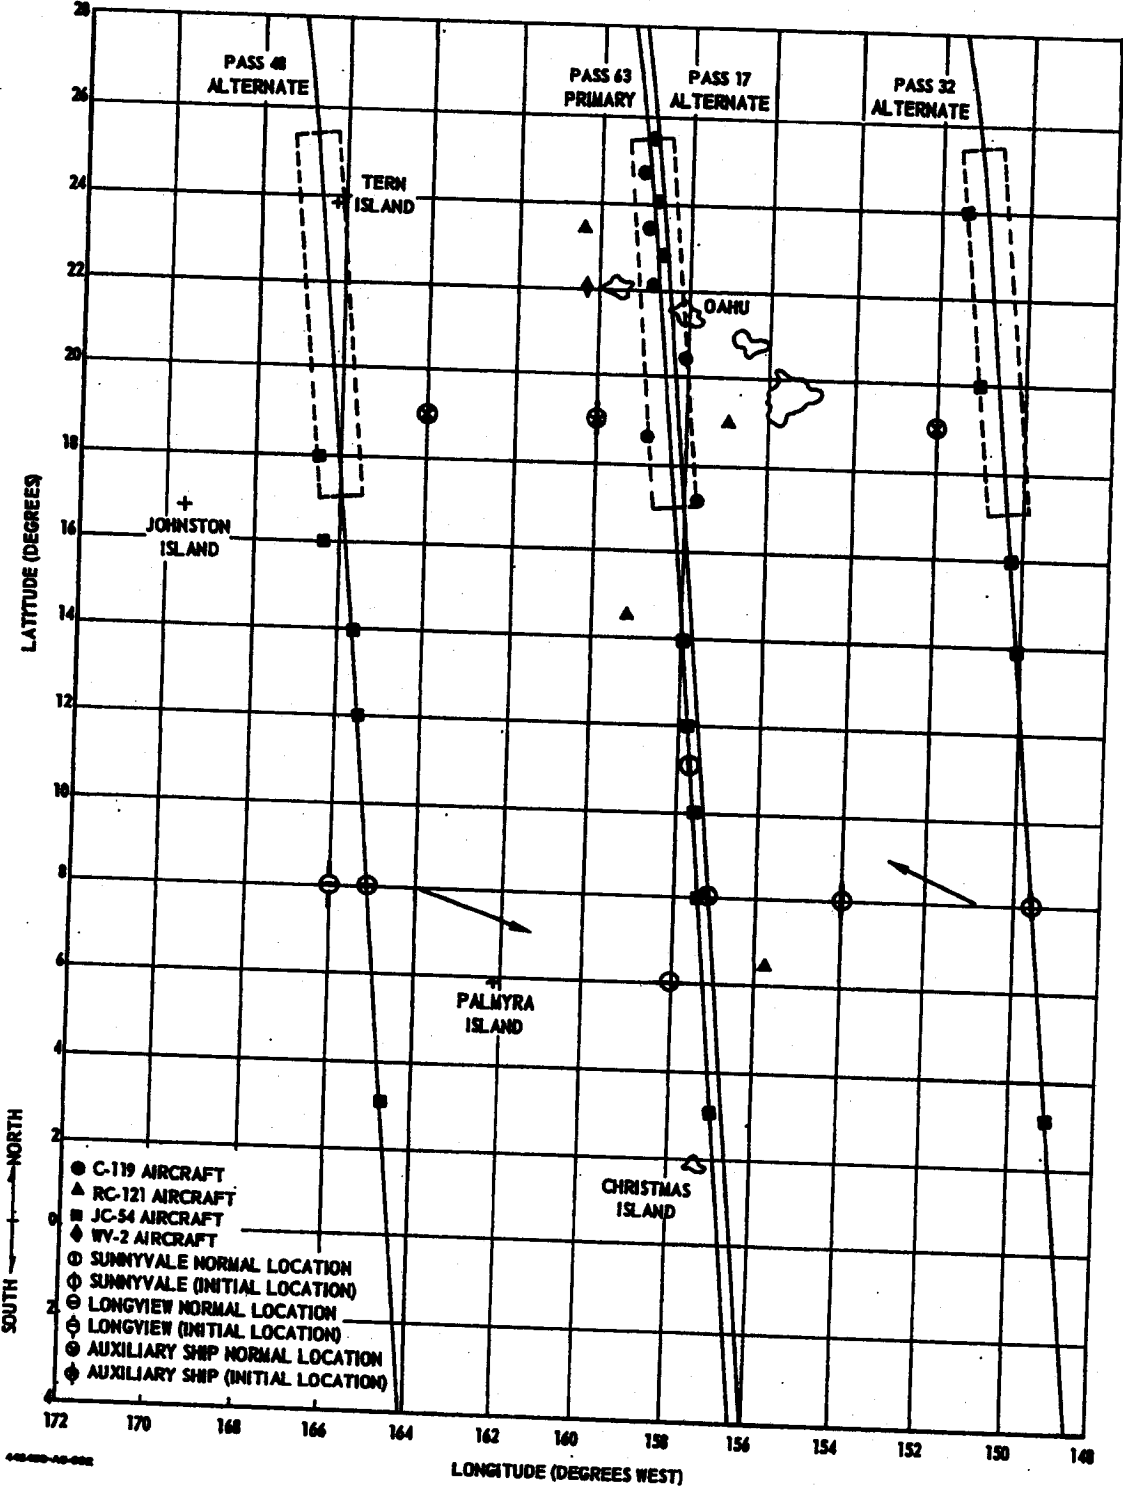 28
PASS 48
ALTERNATE
PASS 63
PRIMARY
PASS 17
ALTERNATE
PASS 32
ALTERNATE
26
24
TERN
ISLAND
22
OAHU
20
18
JOHNSTON
ISLAND
16
LATITUDE (DEGREES)
14
12
10
8
6
PALMYRA
ISLAND
4
2
CHRISTMAS
ISLAND
NORTH
0
SOUTH
2
4
C-119 AIRCRAFT
RC-121 AIRCRAFT
JC-54 AIRCRAFT
WV-2 AIRCRAFT
SUNNYVALE NORMAL LOCATION
SUNNYVALE (INITIAL LOCATION)
LONGVIEW NORMAL LOCATION
LONGVIEW (INITIAL LOCATION)
AUXILIARY SHIP NORMAL LOCATION
AUXILIARY SHIP (INITIAL LOCATION)
172 170 168 166 164 162 160 158 156 154 152 150 148
LONGITUDE (DEGREES WEST)